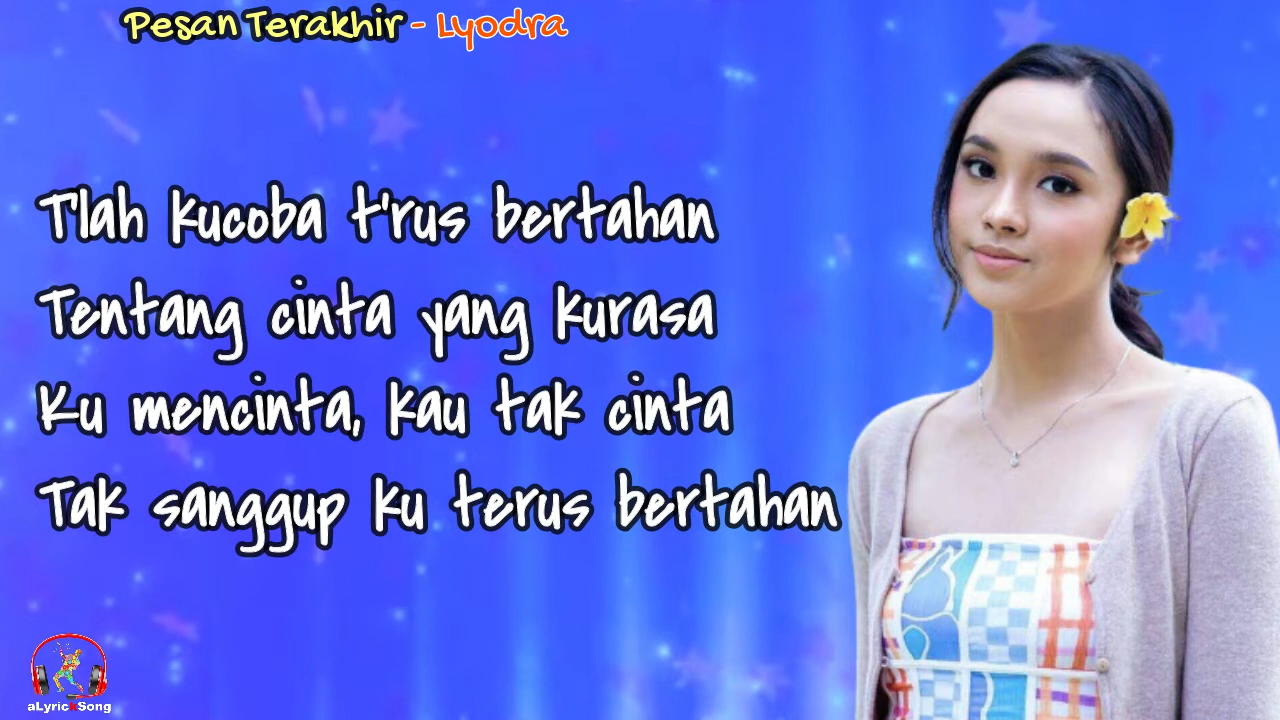 Pesan Terakhir - Lyodra
T'lah kucoba t'rus bertahan
Tentang cinta yang kurasa
Ku mencinta, kau tak cinta
Tak sanggup ku terus bertahan
aLyrickSong